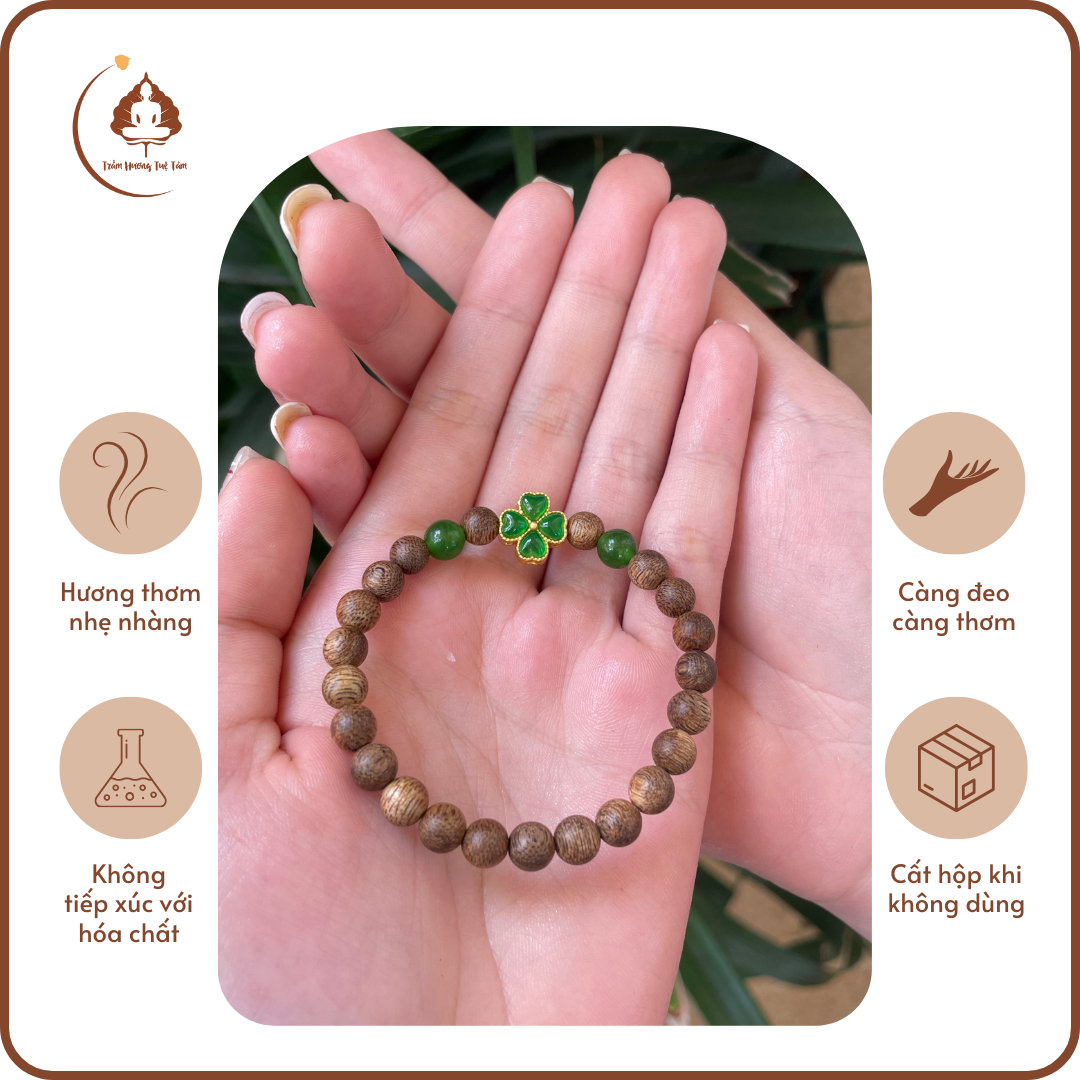 Trầm Hương Tuệ Tâm
Hương thơm
nhẹ nhàng
Càng đeo
càng thơm
Không
tiếp xúc với
hóa chất
Cất hộp khi
không dùng